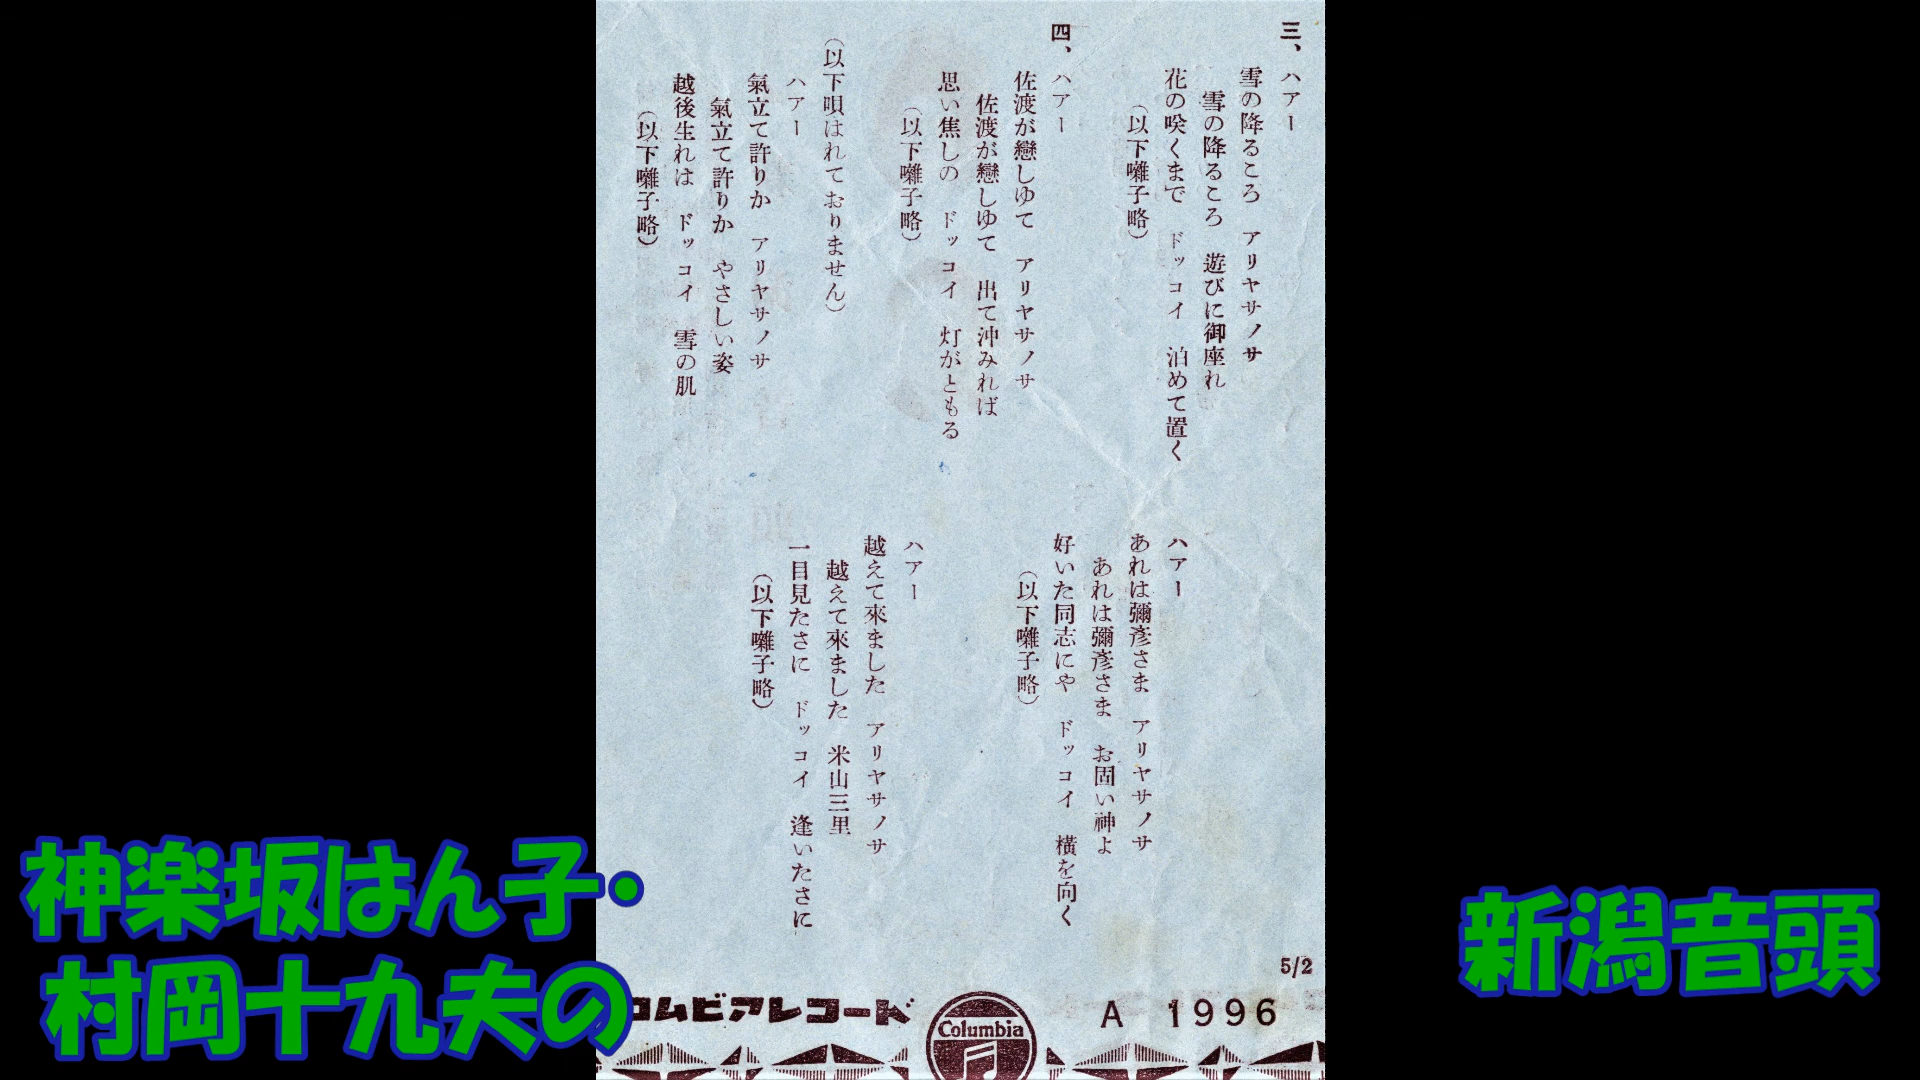 三、ハアー
雪の降るころ　アリヤサノサ
雪の降るころ　遊びに御座れ
花の咲くまで　ドッコイ　泊めて置く
（以下囃子略）
四、ハアー
佐渡が戀しゆて　アリヤサノサ
佐渡が戀しゆて　出て沖みれば
思い焦しの　ドッコイ　灯がともる
（以下囃子略）
（以下唄はれておりません）
ハアー
氣立て許りか　アリヤサノサ
氣立て許りか　やさしい姿
越後生れは　ドッコイ　雪の肌
（以下囃子略）
ハアー
あれは彌彥さま　アリヤサノサ
あれは彌彥さま　お固い神よ
好いた同志にや　ドッコイ　橫を向く
（以下囃子略）
ハアー
越えて來ました　アリヤサノサ
越えて來ました　米山三里
一目見たさに　ドッコイ　逢いたさに
（以下囃子略）
5/2
コムビアレコード
Columbia
A 1996
神楽坂はん子・
村岡十九夫の
新潟音頭